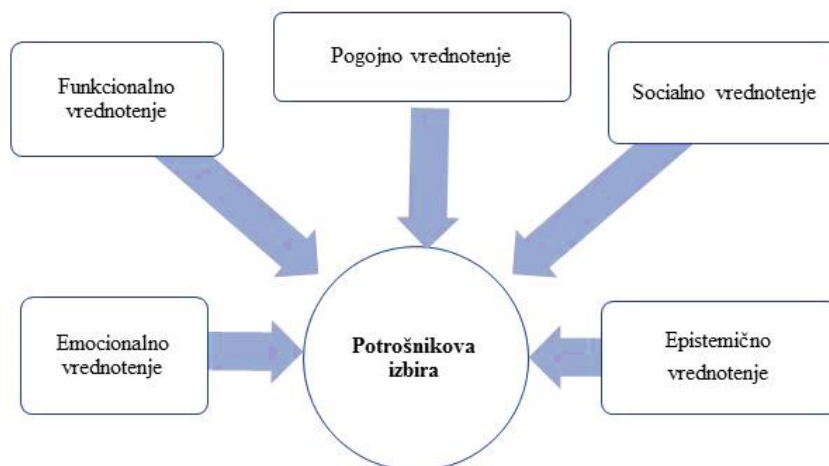 Pogojno vrednotenje
Funkcionalno
vrednotenje
Socialno vrednotenje
Emocionalno
vrednotenje
Potrošnikova
izbira
Epistemično
vrednotenje